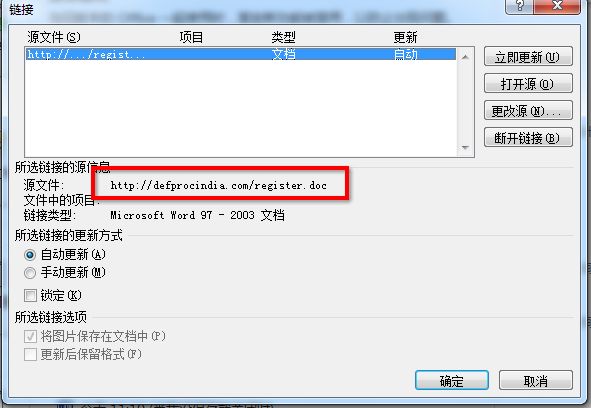 链接
源文件(S) 项目 类型 更新
http://.../regist... 文档 自动
立即更新(U)
打开源(O)
更改源(N)...
断开链接(B)
所选链接的源信息
源文件: http://defprocindia.com/register.doc
文件中的项目:
链接类型: Microsoft Word 97 - 2003 文档
所选链接的更新方式
自动更新(A)
手动更新(M)
锁定(K)
所选链接选项
将图片保存在文档中(P)
更新后保留格式(F)
确定 取消